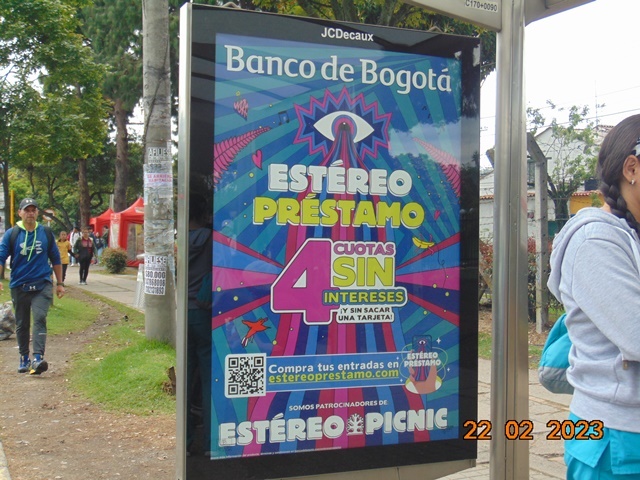 C170+0090
JCDecaux
Banco de Bogotá
ESTÉREO
PRÉSTAMO
4 CUOTAS
SIN
INTERESES
¡Y SIN SACAR
UNA TARJETA!
Compra tus entradas en
estereoprestamo.com
ESTÉREO
PRÉSTAMO
SOMOS PATROCINADORES DE
ESTÉREO PICNIC
22 02 2023